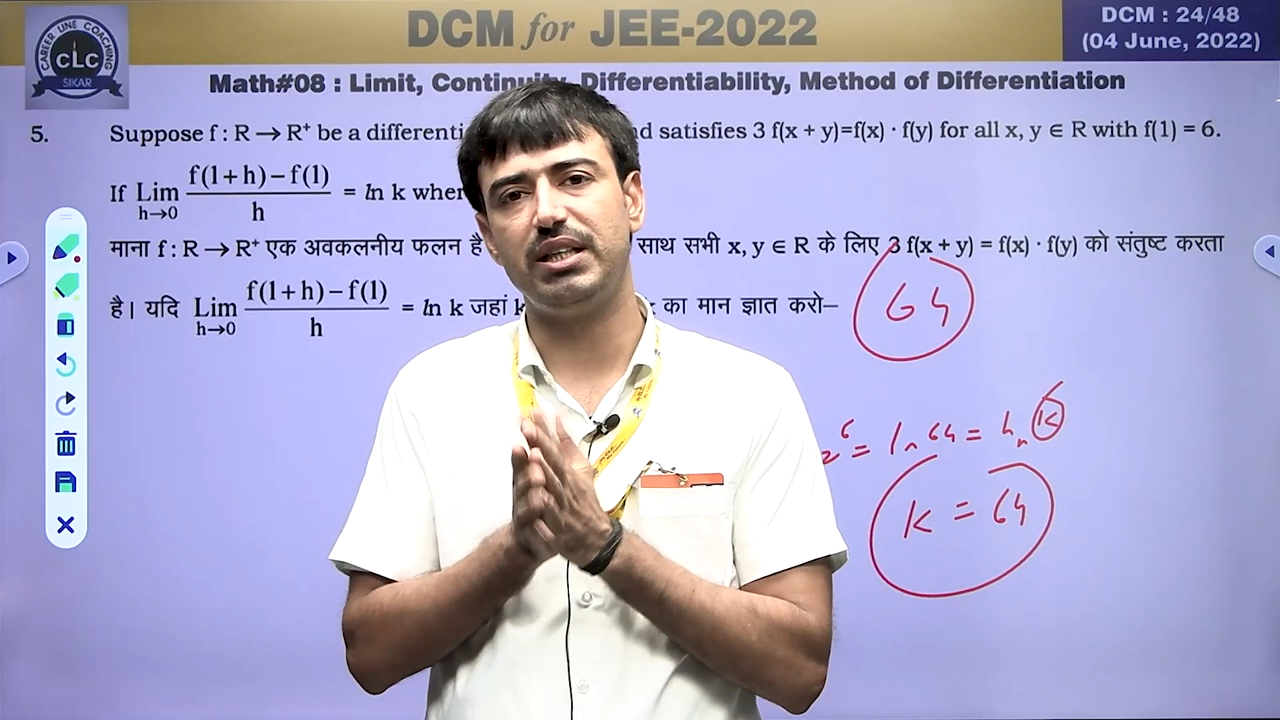 DCM for JEE-2022
DCM : 24/48
(04 June, 2022)
CAREER LINE COACHING
CLC
SIKAR
Math#08 : Limit, Continuity, Differentiability, Method of Differentiation
5. Suppose f : R → R⁺ be a differenti nd satisfies 3 f(x + y)=f(x) · f(y) for all x, y ∈ R with f(1) = 6.
If Lim h→0 f(1+h)−f(1) / h = ln k wher
माना f : R → R⁺ एक अवकलनीय फलन है साथ सभी x, y ∈ R के लिए 3 f(x + y) = f(x) · f(y) को संतुष्ट करता
है। यदि Lim h→0 f(1+h)−f(1) / h = ln k जहां k का मान ज्ञात करो–
64
2⁶ = ln 64 = ln k
k = 64